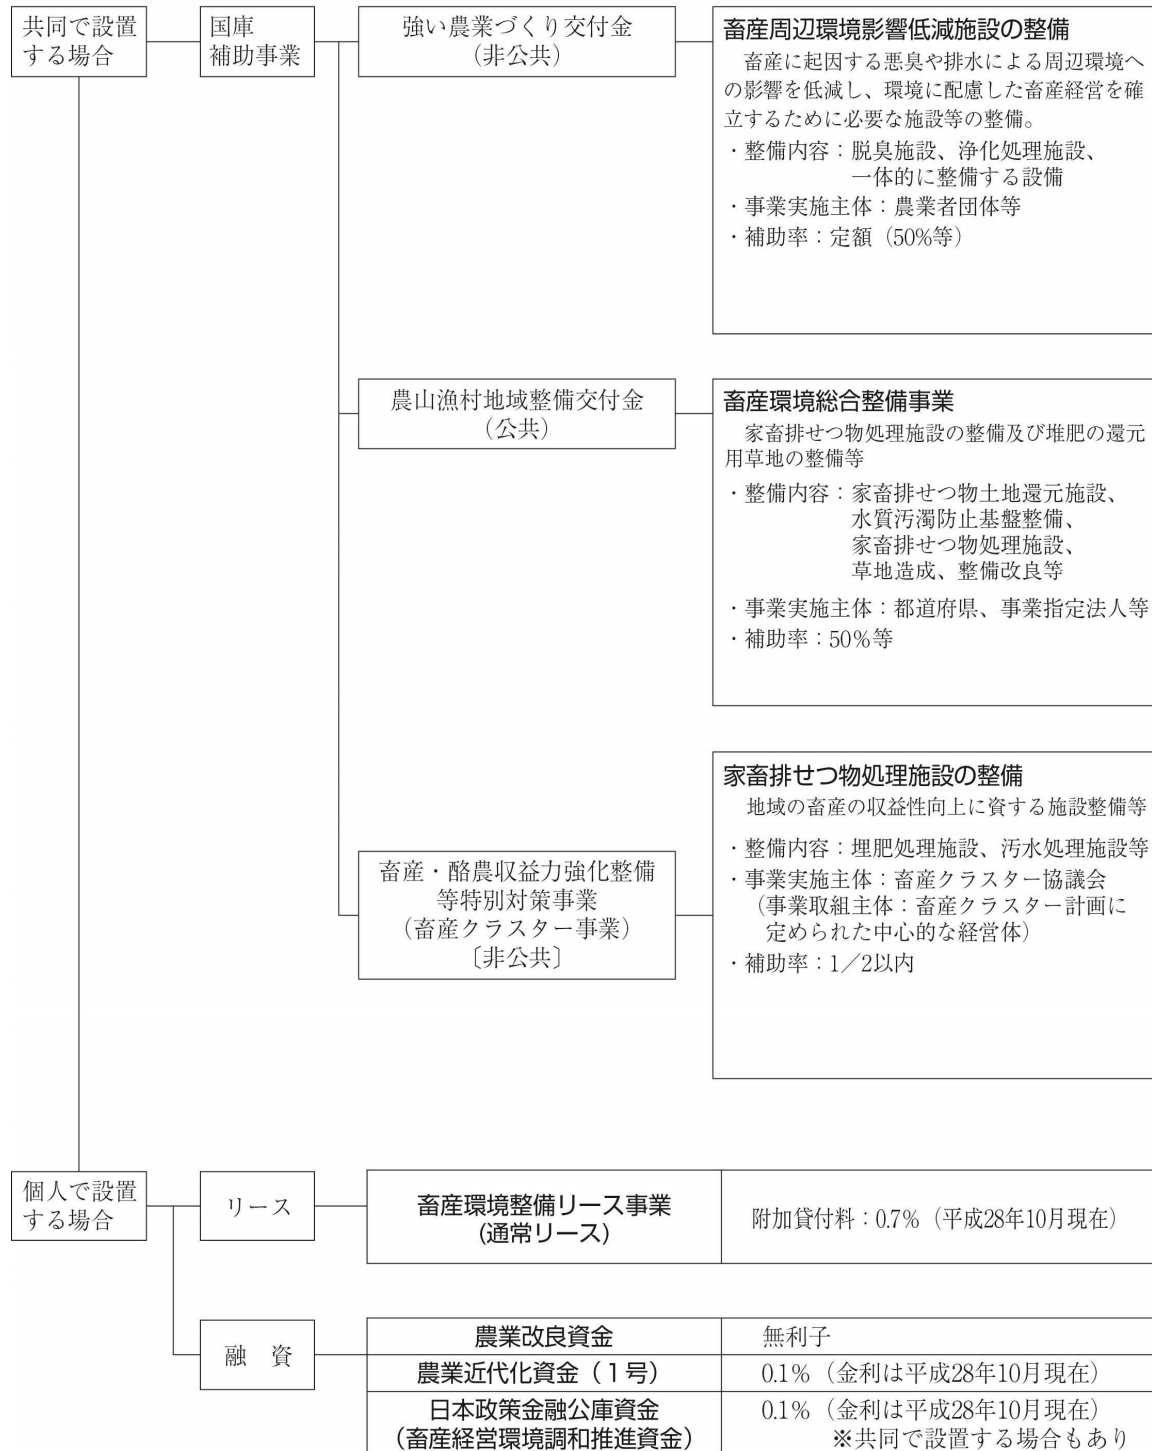 共同で設置
する場合
国庫
補助事業
強い農業づくり交付金
(非公共)
畜産周辺環境影響低減施設の整備
畜産に起因する悪臭や排水による周辺環境へ
の影響を低減し、環境に配慮した畜産経営を確
立するために必要な施設等の整備。
・整備内容：脱臭施設、浄化処理施設、
一体的に整備する設備
・事業実施主体：農業者団体等
・補助率：定額（50%等）
農山漁村地域整備交付金
（公共）
畜産環境総合整備事業
家畜排せつ物処理施設の整備及び堆肥の還元
用草地の整備等
・整備内容：家畜排せつ物土地還元施設、
水質汚濁防止基盤整備、
家畜排せつ物処理施設、
草地造成、整備改良等
・事業実施主体：都道府県、事業指定法人等
・補助率：50%等
畜産・酪農収益力強化整備
等特別対策事業
（畜産クラスター事業）
〔非公共〕
家畜排せつ物処理施設の整備
地域の畜産の収益性向上に資する施設整備等
・整備内容：堆肥処理施設、汚水処理施設等
・事業実施主体：畜産クラスター協議会
（事業取組主体：畜産クラスター計画に
定められた中心的な経営体）
・補助率：1／2以内
個人で設置
する場合
リース
畜産環境整備リース事業
(通常リース)
附加貸付料：0.7%（平成28年10月現在）
融　資
農業改良資金
無利子
農業近代化資金（１号）
0.1%（金利は平成28年10月現在）
日本政策金融公庫資金
（畜産経営環境調和推進資金）
0.1%（金利は平成28年10月現在）
※共同で設置する場合もあり